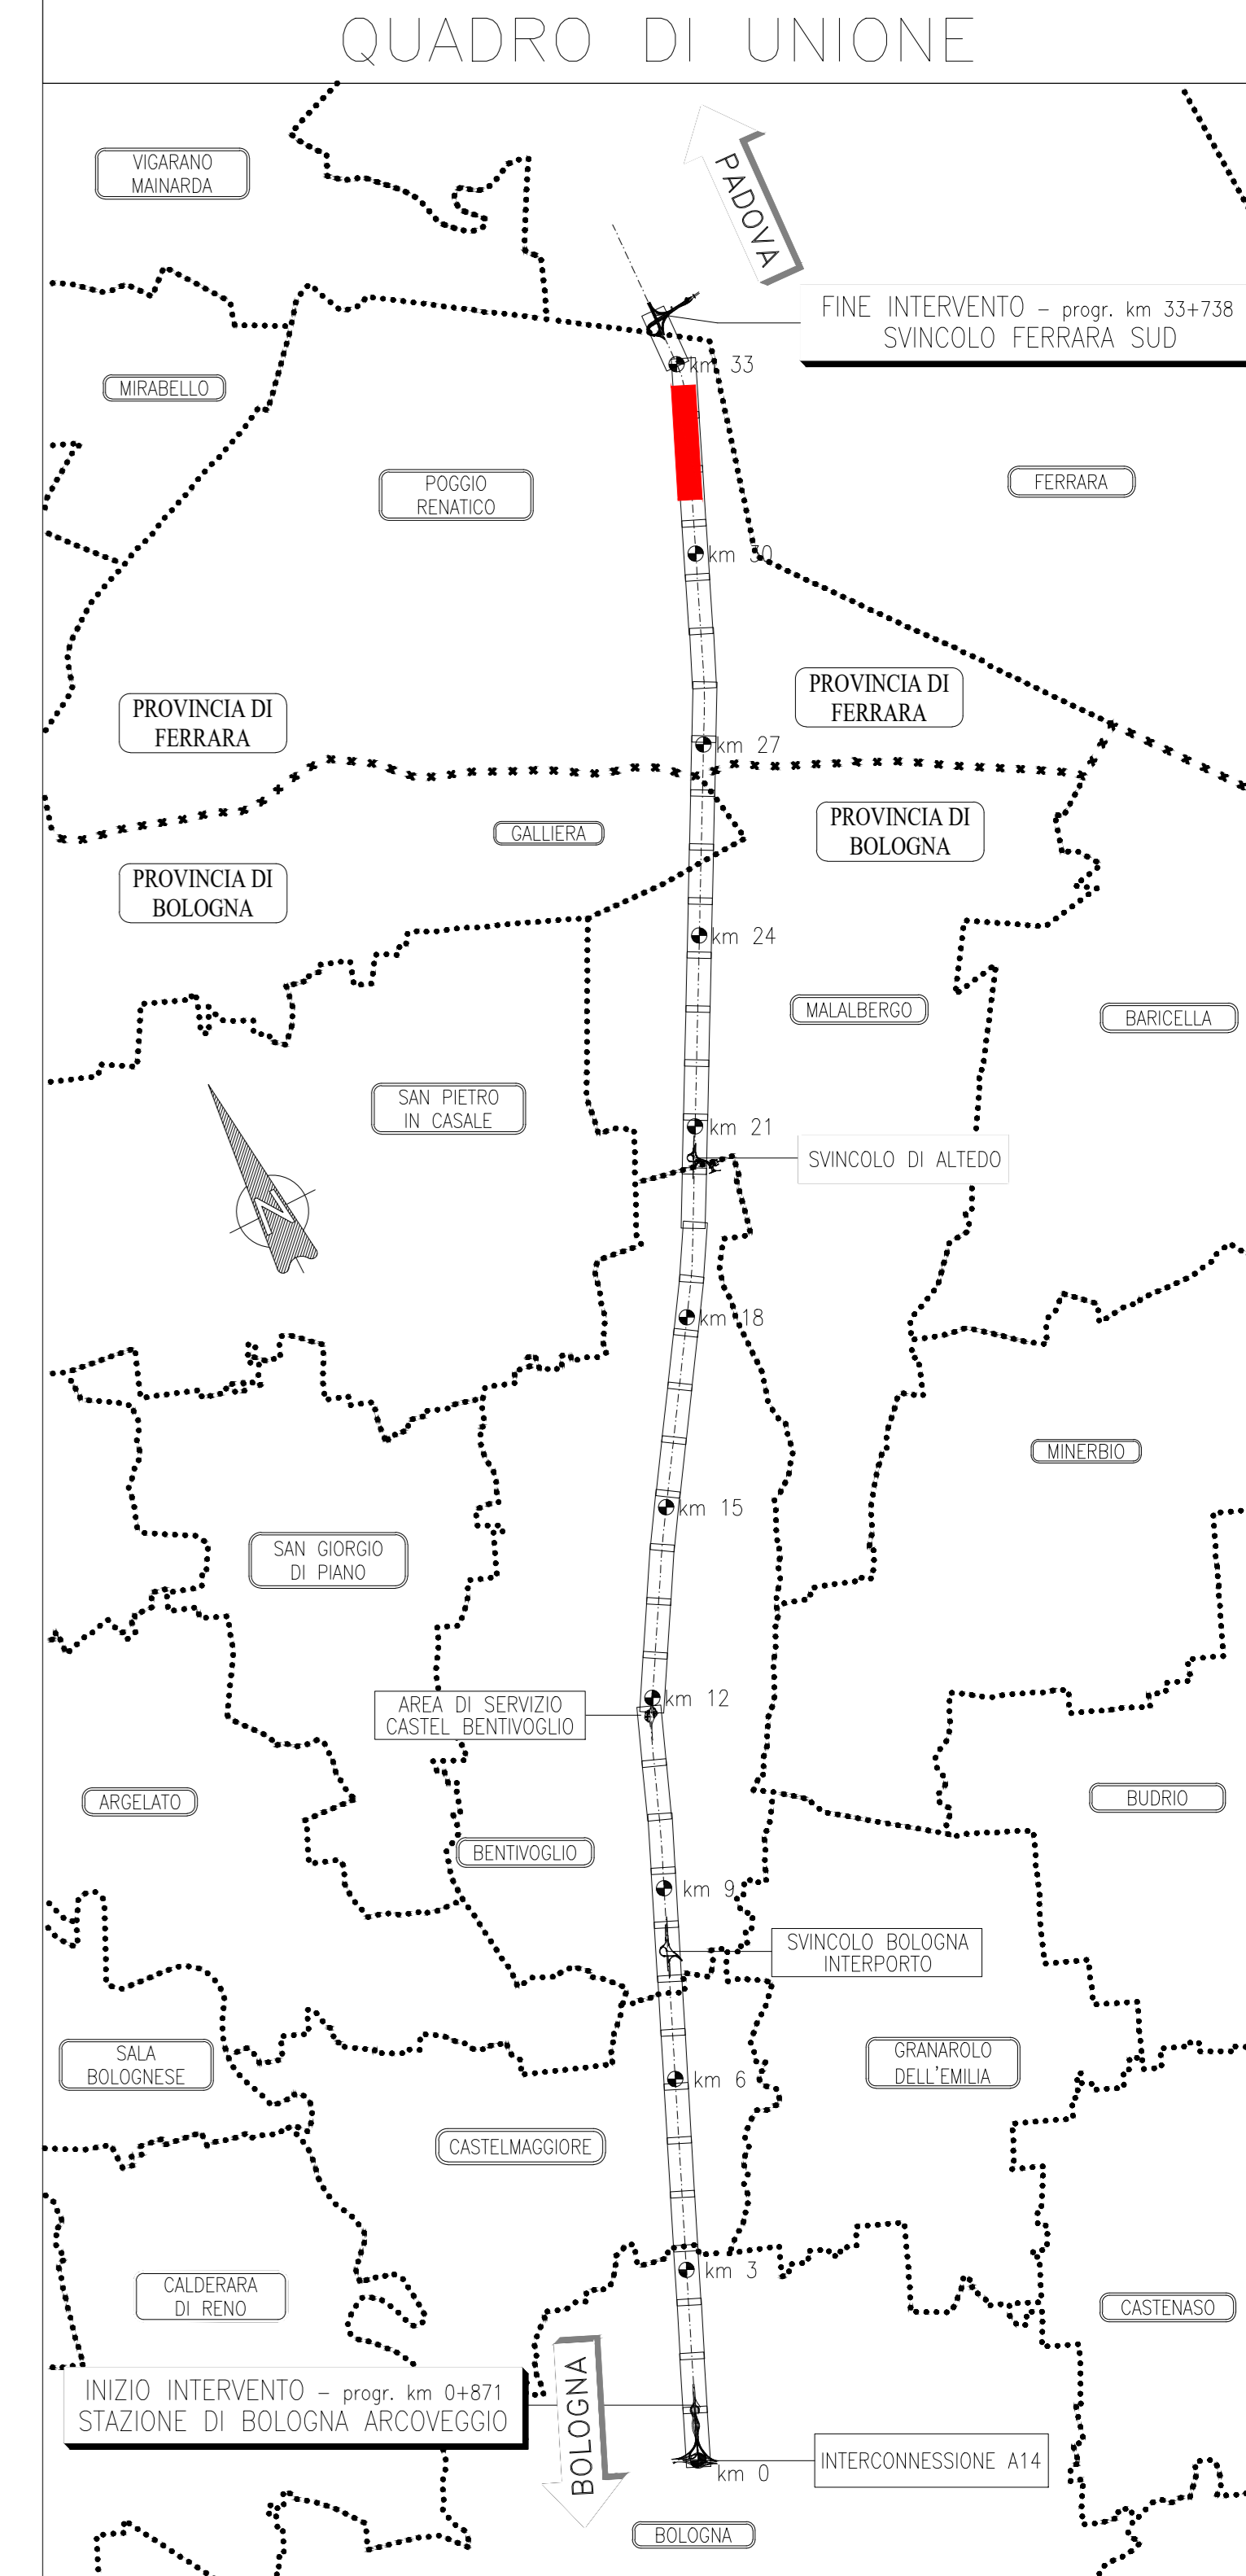 QUADRO DI UNIONE
VIGARANO
MAINARDA
PADOVA
FINE INTERVENTO – progr. km 33+738
SVINCOLO FERRARA SUD
km 33
MIRABELLO
POGGIO
RENATICO
FERRARA
km 30
PROVINCIA DI
FERRARA
PROVINCIA DI
FERRARA
km 27
GALLIERA
PROVINCIA DI
BOLOGNA
PROVINCIA DI
BOLOGNA
km 24
MALALBERGO
BARICELLA
SAN PIETRO
IN CASALE
km 21
SVINCOLO DI ALTEDO
N
km 18
MINERBIO
km 15
SAN GIORGIO
DI PIANO
km 12
AREA DI SERVIZIO
CASTEL BENTIVOGLIO
ARGELATO
BUDRIO
BENTIVOGLIO
km 9
SVINCOLO BOLOGNA
INTERPORTO
SALA
BOLOGNESE
GRANAROLO
DELL'EMILIA
km 6
CASTELMAGGIORE
km 3
CALDERARA
DI RENO
CASTENASO
INIZIO INTERVENTO – progr. km 0+871
STAZIONE DI BOLOGNA ARCOVEGGIO
BOLOGNA
INTERCONNESSIONE A14
km 0
BOLOGNA